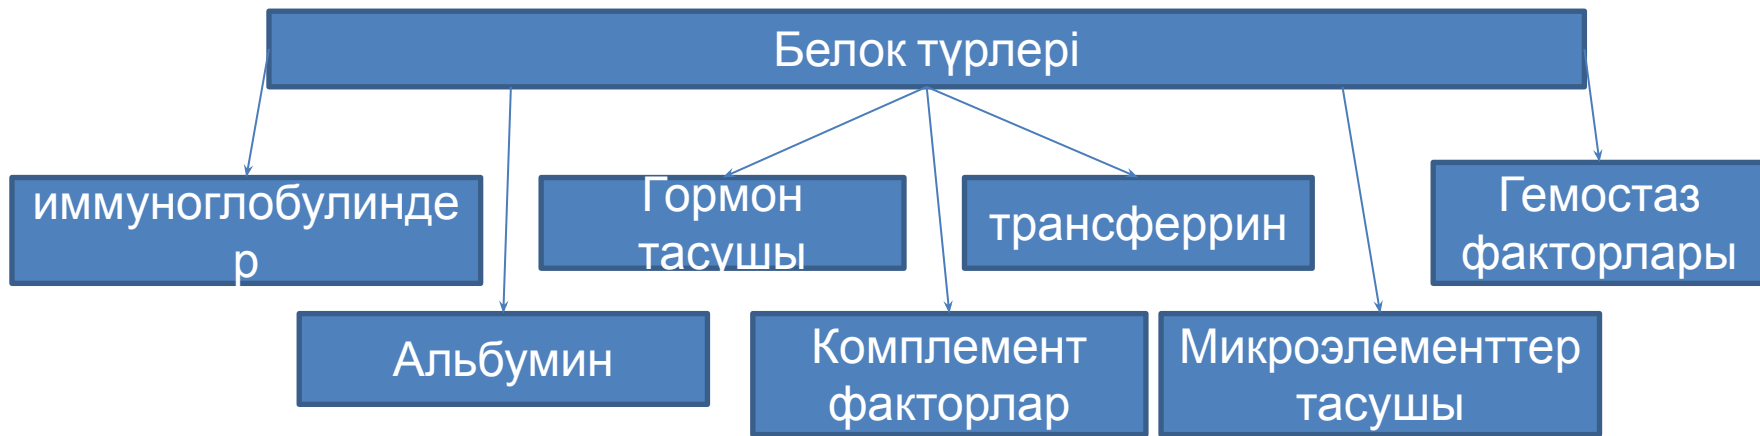 Белок түрлері
иммуноглобулинде
р
Гормон
тасушы
трансферрин
Гемостаз
факторлары
Альбумин
Комплемент
факторлар
Микроэлементтер
тасушы